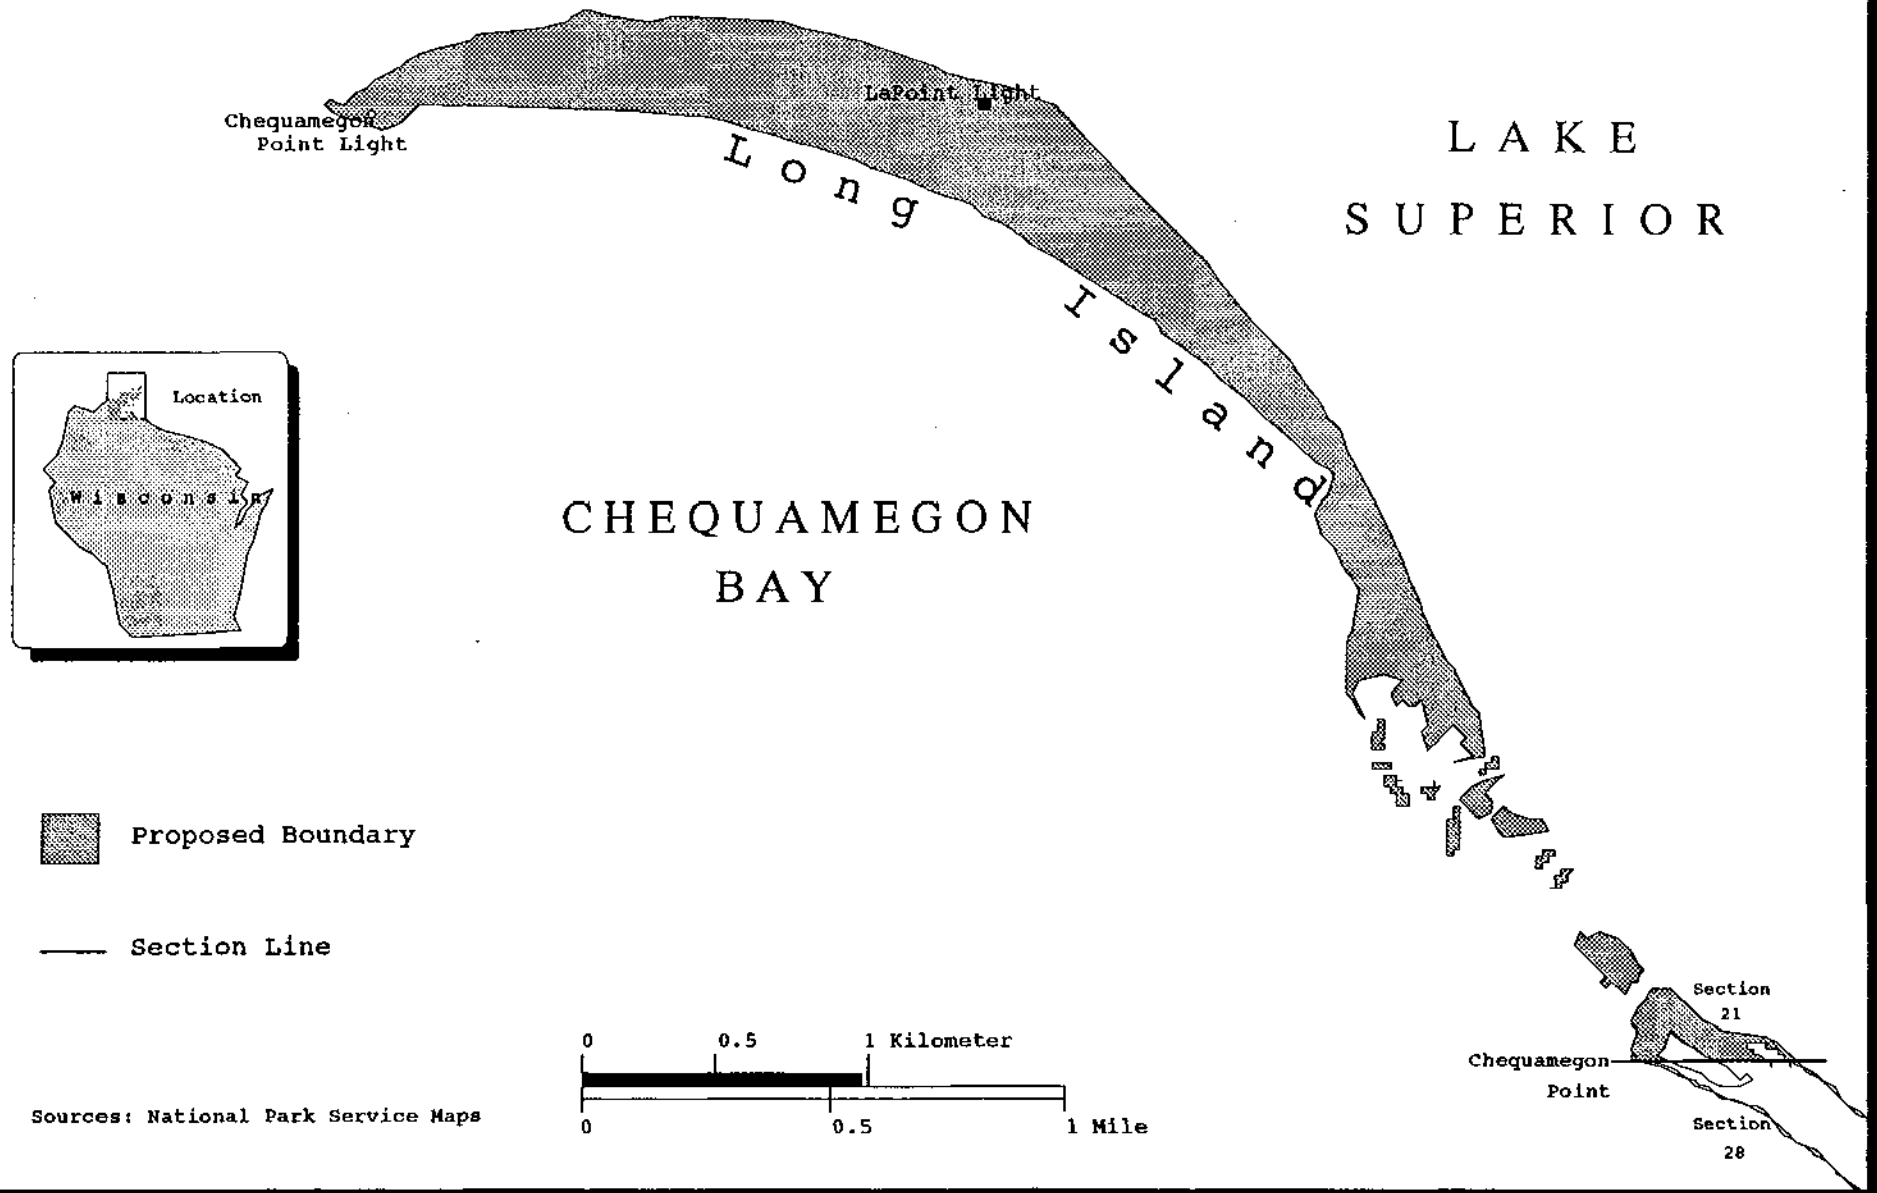 LaPoint Light
Chequamegon
Point Light
LAKE
SUPERIOR
Long Island
Location
Wisconsin
CHEQUAMEGON
BAY
Proposed Boundary
Section Line
Section
21
Chequamegon
Point
Section
28
0 0.5 1 Kilometer
0 0.5 1 Mile
Sources: National Park Service Maps